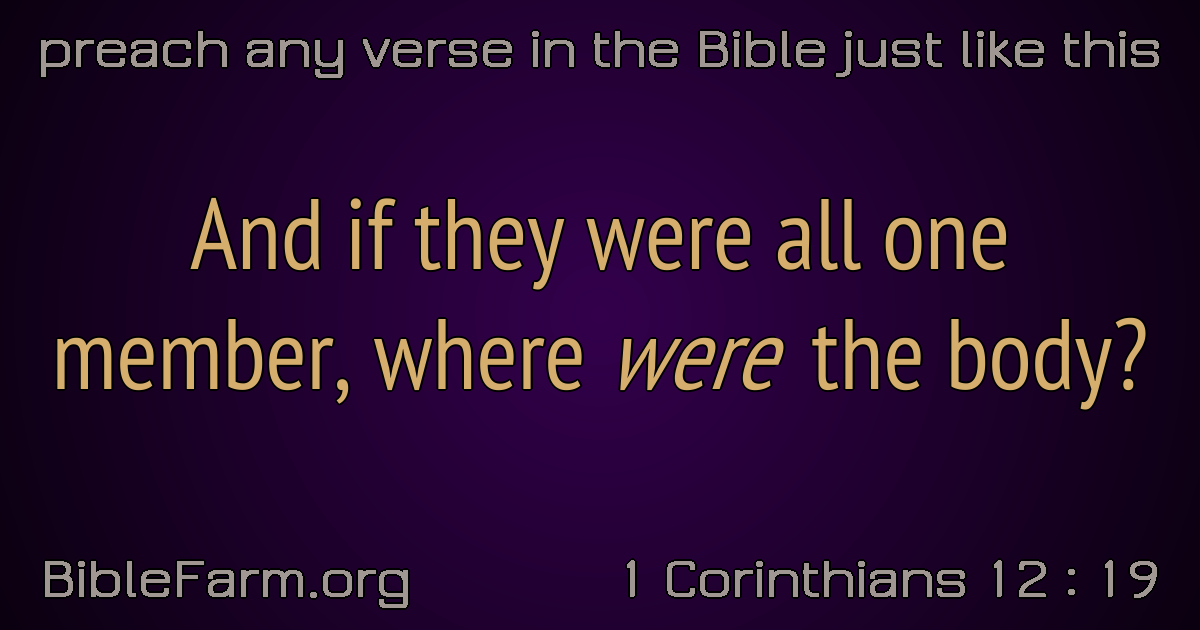 preach any verse in the Bible just like this
And if they were all one
member, where were the body?
BibleFarm.org
1 Corinthians 12 : 19